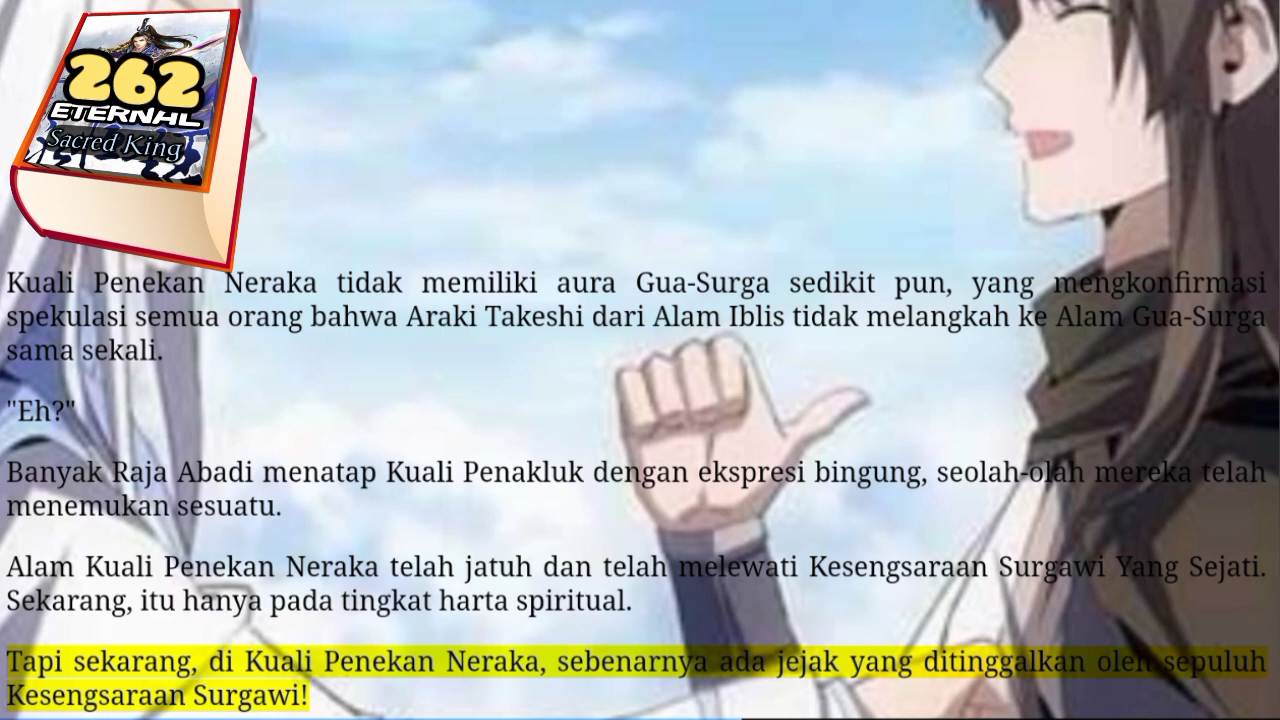 262
ETERNAL
Sacred King
Kuali Penekan Neraka tidak memiliki aura Gua-Surga sedikit pun, yang mengkonfirmasi
spekulasi semua orang bahwa Araki Takeshi dari Alam Iblis tidak melangkah ke Alam Gua-Surga
sama sekali.
"Eh?"
Banyak Raja Abadi menatap Kuali Penakluk dengan ekspresi bingung, seolah-olah mereka telah
menemukan sesuatu.
Alam Kuali Penekan Neraka telah jatuh dan telah melewati Kesengsaraan Surgawi Yang Sejati.
Sekarang, itu hanya pada tingkat harta spiritual.
Tapi sekarang, di Kuali Penekan Neraka, sebenarnya ada jejak yang ditinggalkan oleh sepuluh
Kesengsaraan Surgawi!